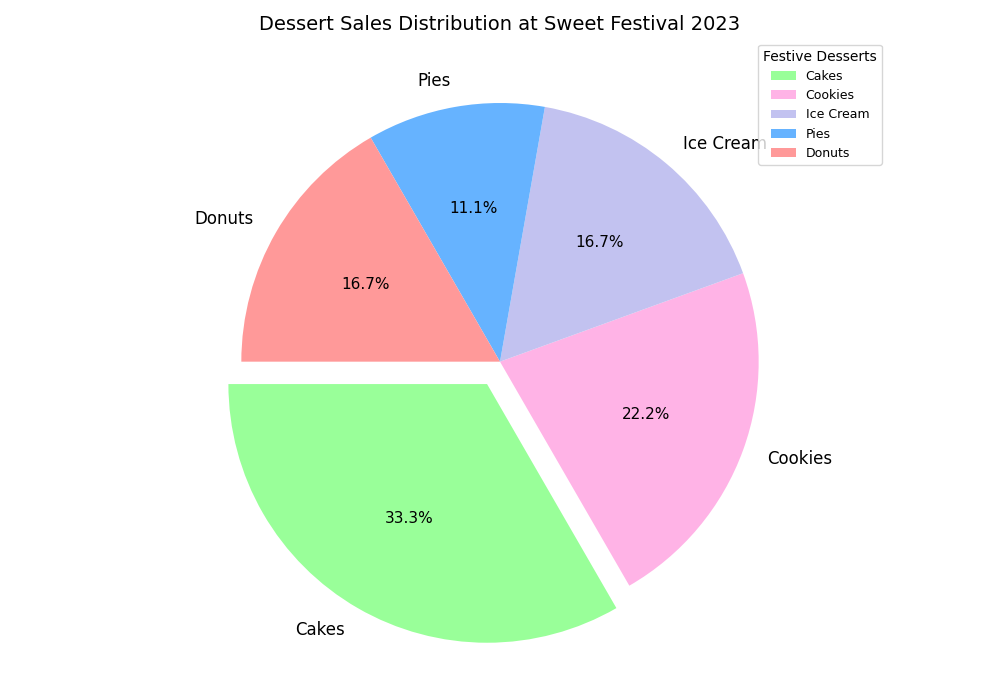 Dessert Sales Distribution at Sweet Festival 2023
Festive Desserts
Cakes
Cookies
Ice Cream
Pies
Donuts
Pies
Ice Cream
Donuts
11.1%
16.7%
16.7%
22.2%
Cookies
33.3%
Cakes